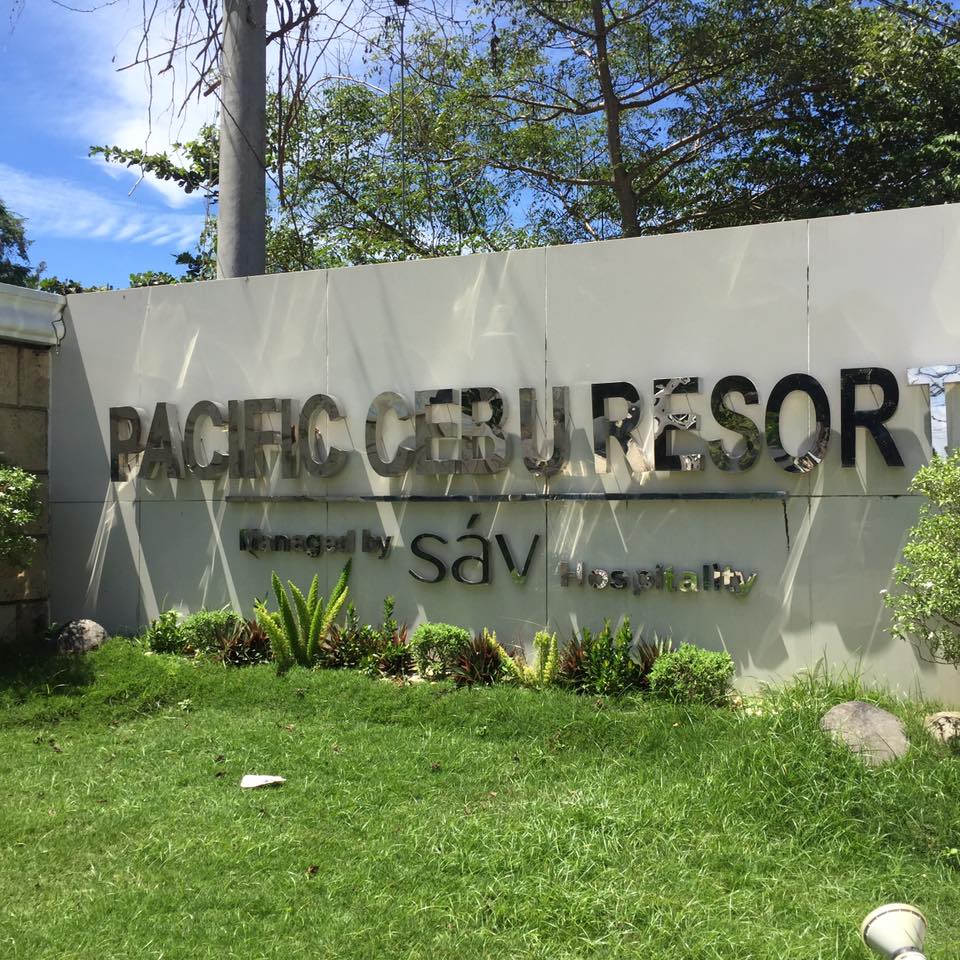 PACIFIC CEBU RESORT
Managed by sáv Hospitality